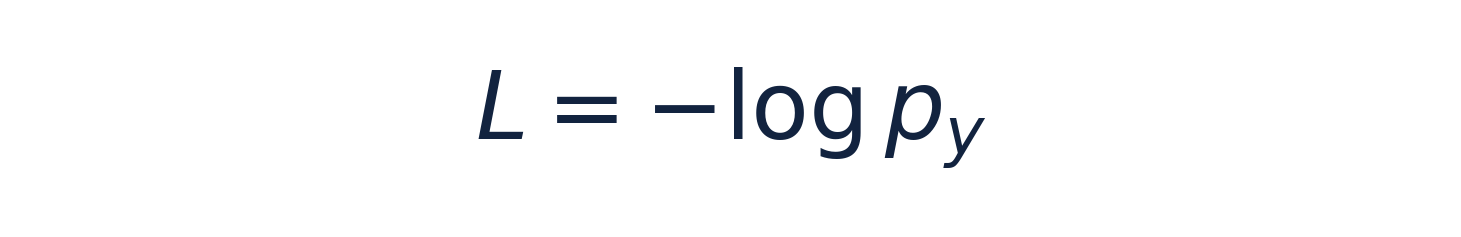 L = −log p_y